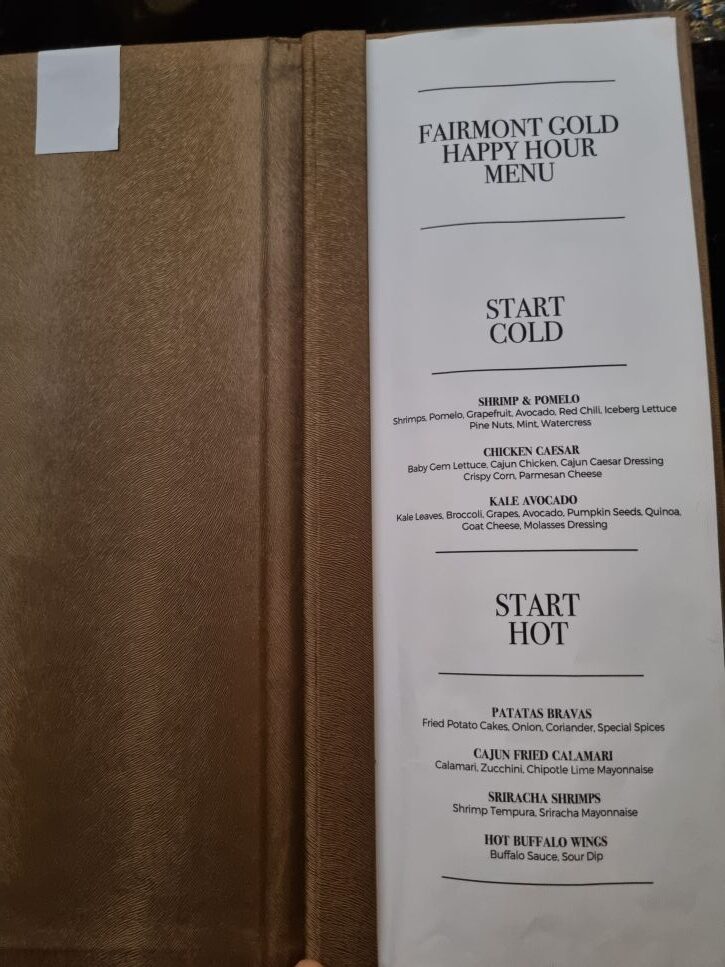 FAIRMONT GOLD
HAPPY HOUR
MENU
START
COLD
SHRIMP & POMELO
Shrimps, Pomelo, Grapefruit, Avocado, Red Chili, Iceberg Lettuce
Pine Nuts, Mint, Watercress
CHICKEN CAESAR
Baby Gem Lettuce, Cajun Chicken, Cajun Caesar Dressing
Crispy Corn, Parmesan Cheese
KALE AVOCADO
Kale Leaves, Broccoli, Grapes, Avocado, Pumpkin Seeds, Quinoa,
Goat Cheese, Molasses Dressing
START
HOT
PATATAS BRAVAS
Fried Potato Cakes, Onion, Coriander, Special Spices
CAJUN FRIED CALAMARI
Calamari, Zucchini, Chipotle Lime Mayonnaise
SRIRACHA SHRIMPS
Shrimp Tempura, Sriracha Mayonnaise
HOT BUFFALO WINGS
Buffalo Sauce, Sour Dip